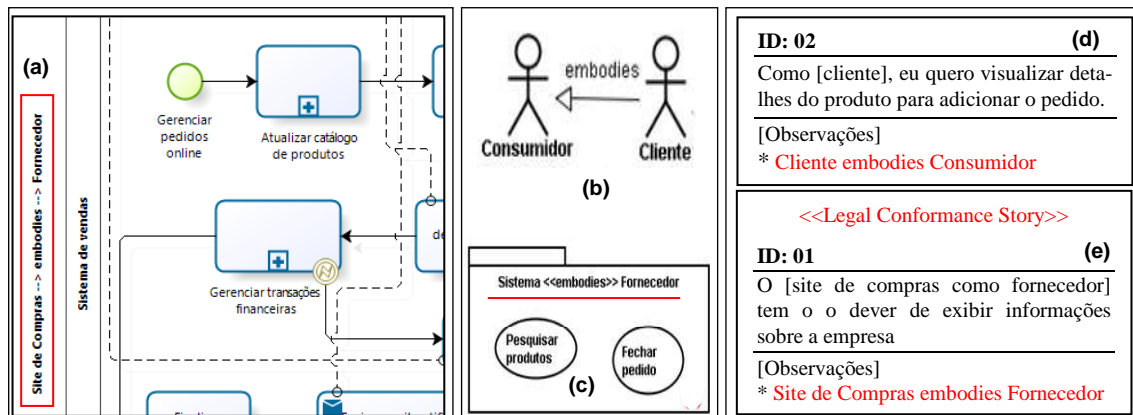 (a)
Site de Compras --> embodies --> Fornecedor
Sistema de vendas
Gerenciar
pedidos
online
Atualizar catálogo
de produtos
de
Gerenciar transações
financeiras
embodies
Consumidor
Cliente
(b)
Sistema <<embodies>> Fornecedor
Pesquisar
produtos
Fechar
pedido
(c)
ID: 02
(d)
Como [cliente], eu quero visualizar deta-
lhes do produto para adicionar o pedido.
[Observações]
* Cliente embodies Consumidor
<<Legal Conformance Story>>
ID: 01
(e)
O [site de compras como fornecedor]
tem o o dever de exibir informações
sobre a empresa
[Observações]
* Site de Compras embodies Fornecedor